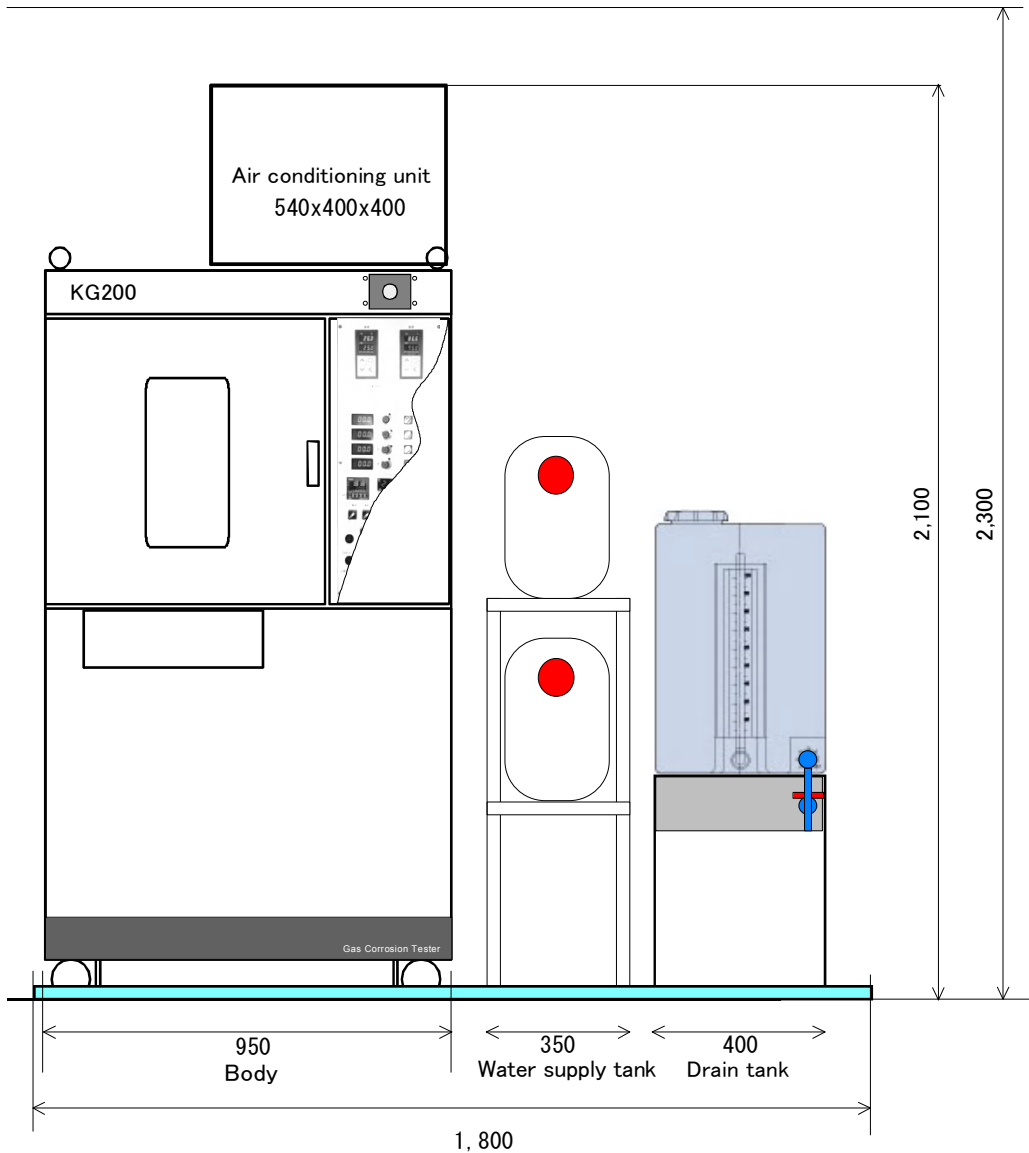 Air conditioning unit
540x400x400
KG200
2,100
2,300
Gas Corrosion Tester
950
Body
350
Water supply tank
400
Drain tank
1,800